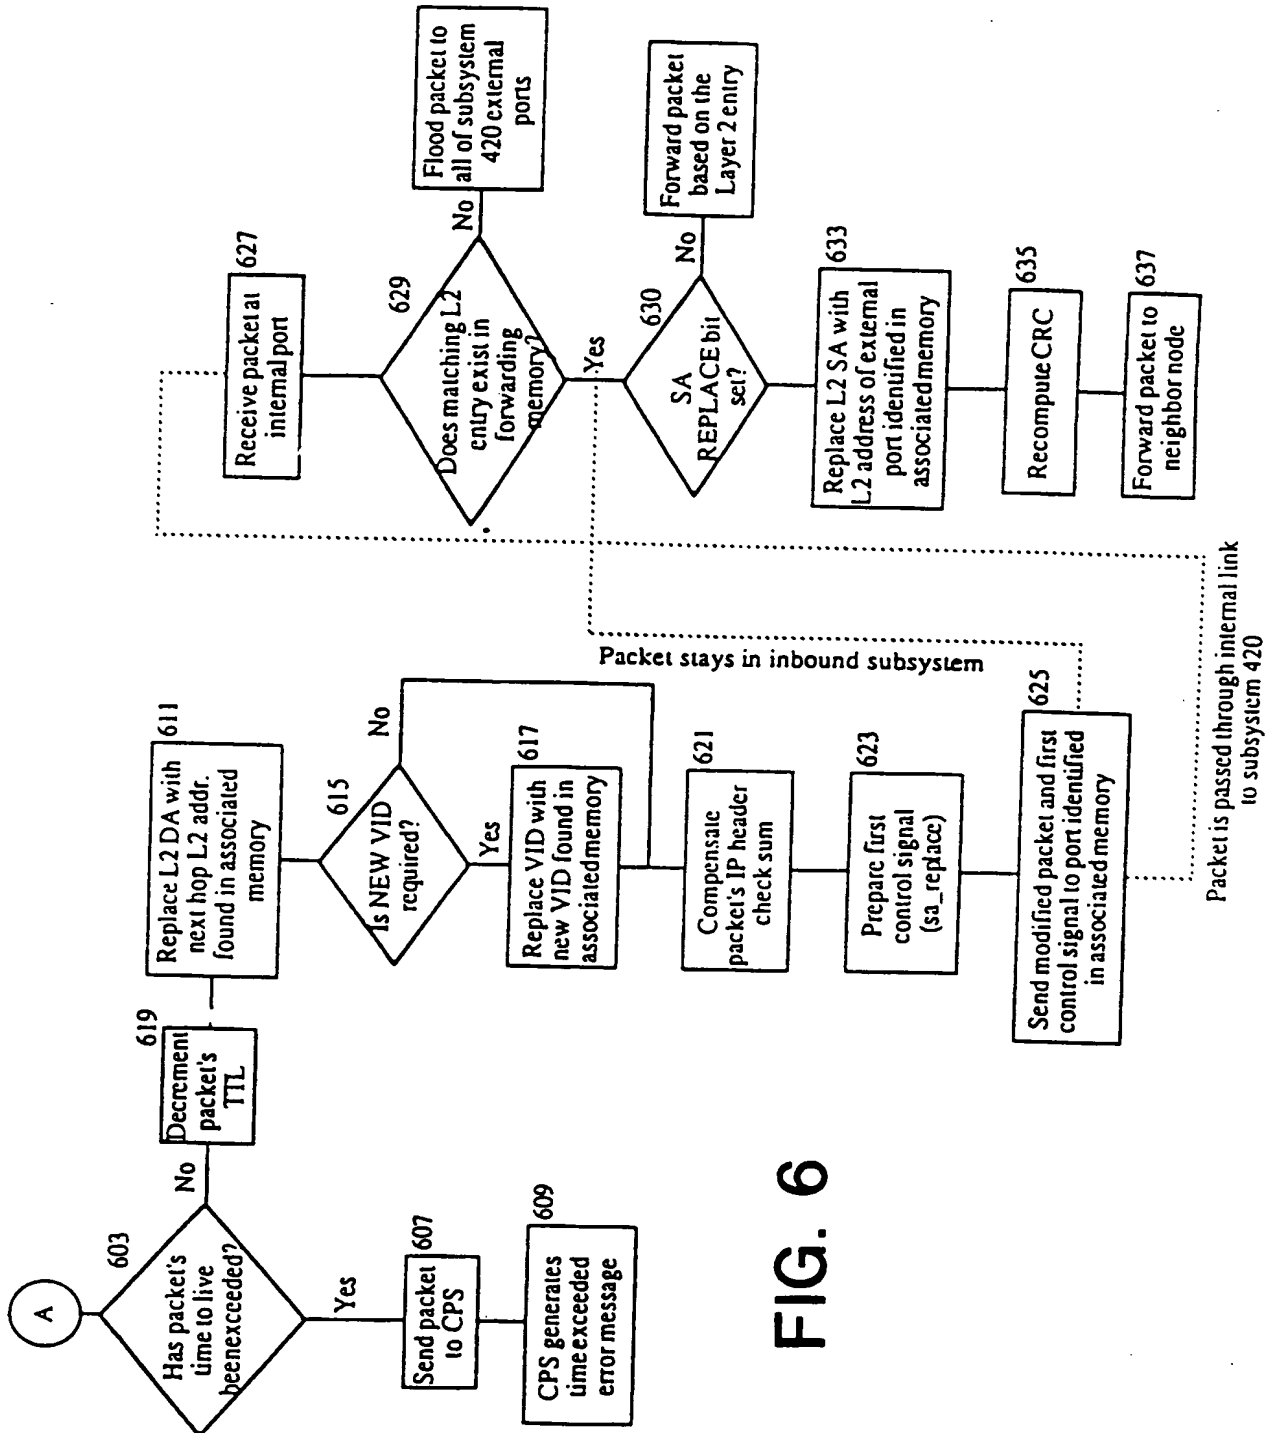 A
603
Has packet's
time to live
been exceeded?
No
Yes
607
Send packet
to CPS
609
CPS generates
time exceeded
error message
619
Decrement
packet's
TTL
611
Replace L2 DA with
next hop L2 addr.
found in associated
memory
615
Is NEW VID
required?
No
Yes
617
Replace VID with
new VID found in
associated memory
621
Compensate
packet's IP header
check sum
623
Prepare first
control signal
(sa_replace)
625
Send modified packet and first
control signal to port identified
in associated memory
Packet stays in inbound subsystem
Packet is passed through internal link
to subsystem 420
627
Receive packet at
internal port
629
Does matching L2
entry exist in
forwarding
memory?
No
Flood packet to
all of subsystem
420 external
ports
Yes
630
SA
REPLACE bit
set?
No
Forward packet
based on the
Layer 2 entry
633
Replace L2 SA with
L2 address of external
port identified in
associated memory
635
Recompute CRC
637
Forward packet to
neighbor node
FIG. 6